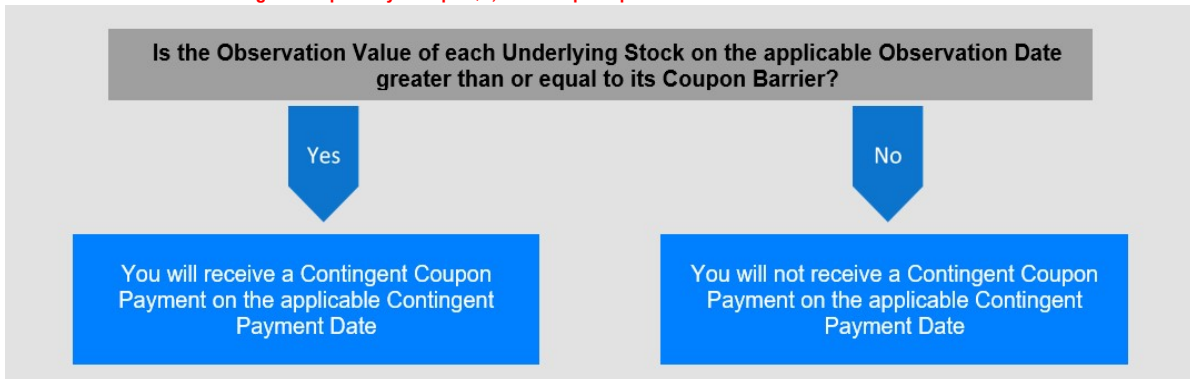 Is the Observation Value of each Underlying Stock on the applicable Observation Date
greater than or equal to its Coupon Barrier?
Yes
No
You will receive a Contingent Coupon
Payment on the applicable Contingent
Payment Date
You will not receive a Contingent Coupon
Payment on the applicable Contingent
Payment Date